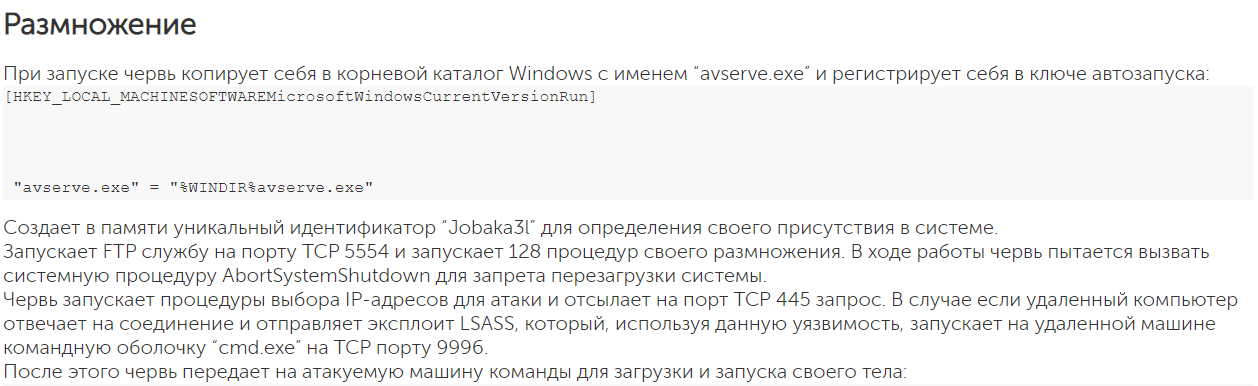 Размножение
При запуске червь копирует себя в корневой каталог Windows с именем “avserve.exe” и регистрирует себя в ключе автозапуска:
[HKEY_LOCAL_MACHINESOFTWAREMicrosoftWindowsCurrentVersionRun]
"avserve.exe" = "%WINDIR%avserve.exe"
Создает в памяти уникальный идентификатор “Jobaka3l” для определения своего присутствия в системе.
Запускает FTP службу на порту TCP 5554 и запускает 128 процедур своего размножения. В ходе работы червь пытается вызвать
системную процедуру AbortSystemShutdown для запрета перезагрузки системы.
Червь запускает процедуры выбора IP-адресов для атаки и отсылает на порт TCP 445 запрос. В случае если удаленный компьютер
отвечает на соединение и отправляет эксплоит LSASS, который, используя данную уязвимость, запускает на удаленной машине
командную оболочку “cmd.exe” на TCP порту 9996.
После этого червь передает на атакуемую машину команды для загрузки и запуска своего тела: